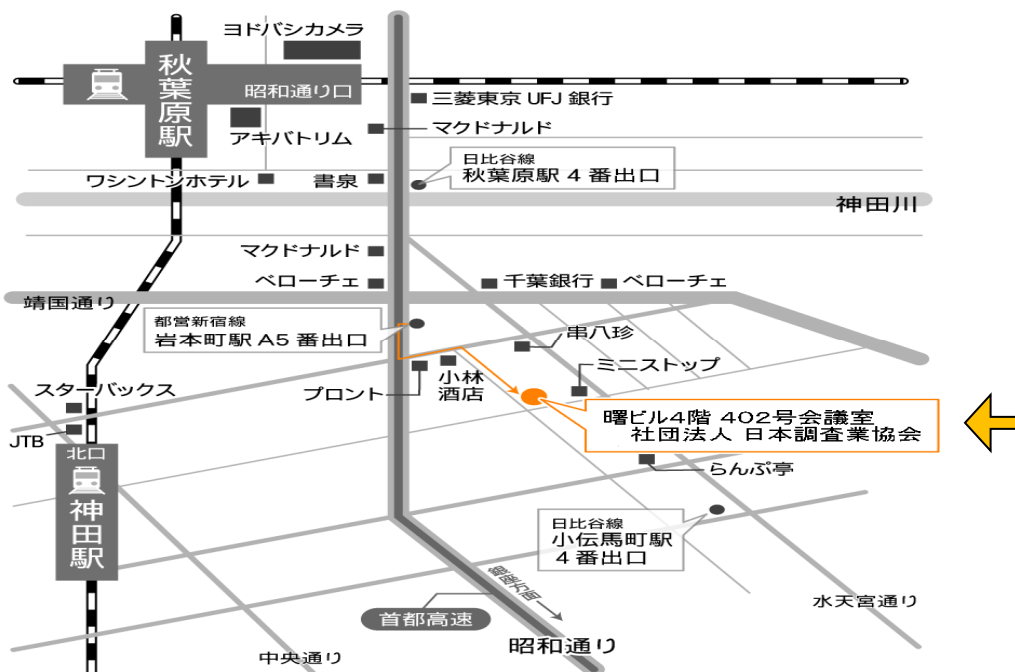 ヨドバシカメラ
秋葉原駅
昭和通り口
三菱東京 UFJ 銀行
アキバトリム
マクドナルド
日比谷線
秋葉原駅 4 番出口
ワシントンホテル
書泉
神田川
マクドナルド
ベローチェ
千葉銀行
ベローチェ
靖国通り
都営新宿線
岩本町駅 A5 番出口
串八珍
ミニストップ
プロント
小林
酒店
スターバックス
JTB
曙ビル4階 402号会議室
社団法人 日本調査業協会
北口
神田駅
らんぷ亭
日比谷線
小伝馬町駅
4 番出口
銀座方面
水天宮通り
首都高速
昭和通り
中央通り